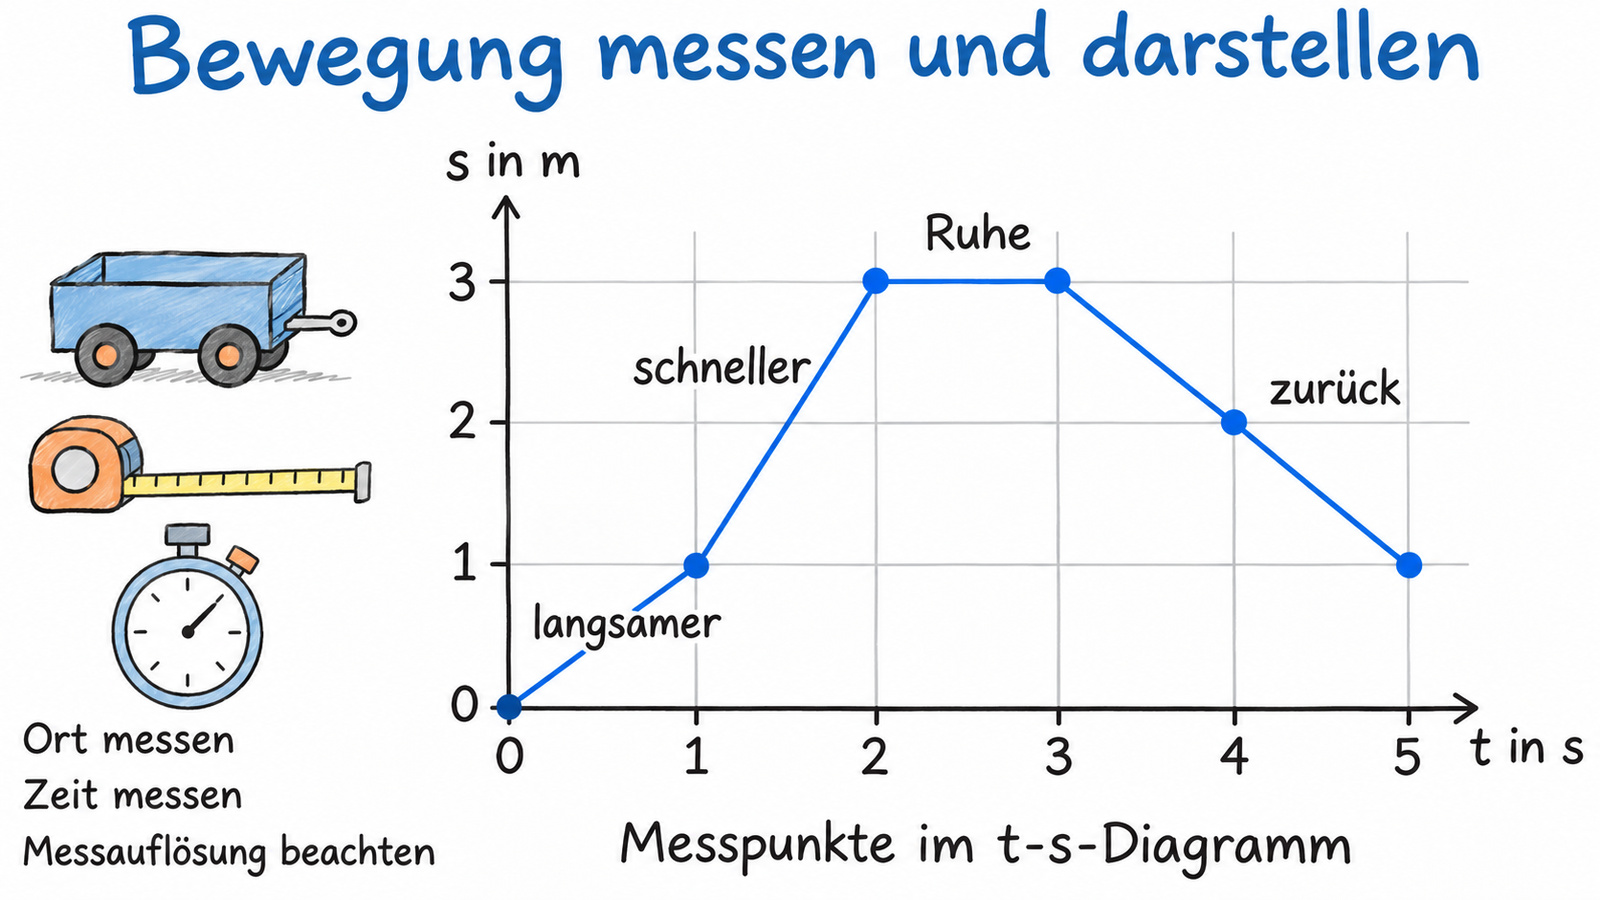 Bewegung messen und darstellen
s in m
Ruhe
3
schneller
zurück
2
1
langsamer
0
0 1 2 3 4 5
t in s
Ort messen
Zeit messen
Messauflösung beachten
Messpunkte im t-s-Diagramm